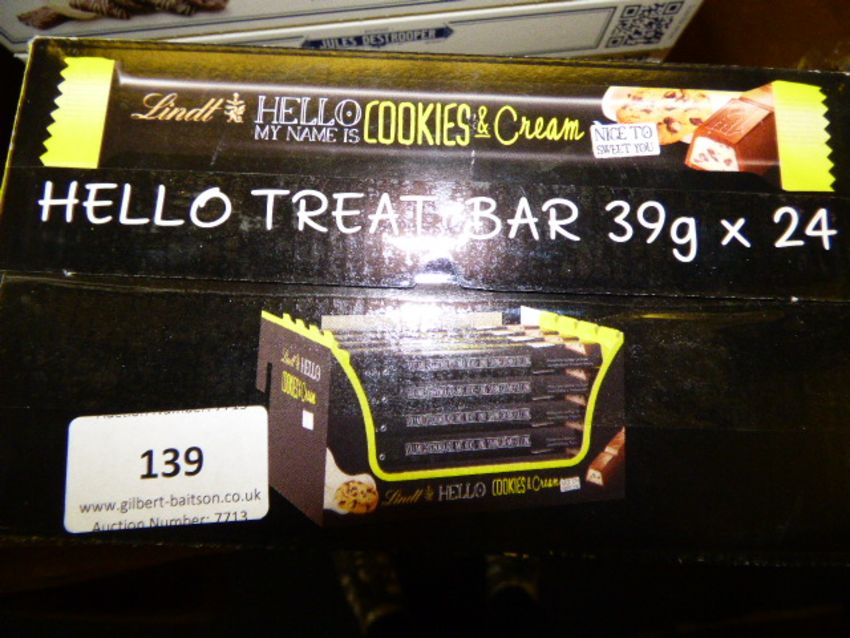 JULES DESTROOPER
Lindt HELLO MY NAME IS COOKIES & Cream
NICE TO
SWEET YOU
HELLO TREAT BAR 39g x 24
Lindt HELLO
COOKIES & Cream
139
www.gilbert-baitson.co.uk
Auction Number: 7713
Lindt HELLO COOKIES & Cream